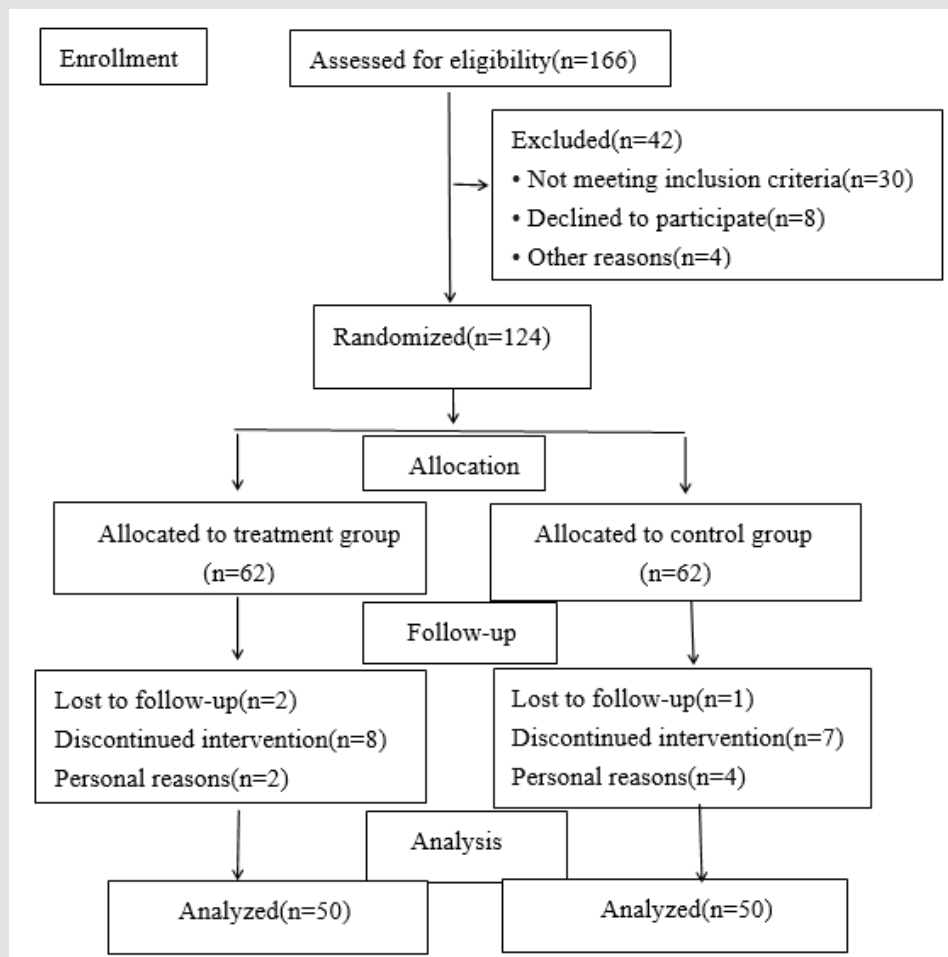 Enrollment
Assessed for eligibility(n=166)
Excluded(n=42)
• Not meeting inclusion criteria(n=30)
• Declined to participate(n=8)
• Other reasons(n=4)
Randomized(n=124)
Allocation
Allocated to treatment group
(n=62)
Allocated to control group
(n=62)
Follow-up
Lost to follow-up(n=2)
Discontinued intervention(n=8)
Personal reasons(n=2)
Lost to follow-up(n=1)
Discontinued intervention(n=7)
Personal reasons(n=4)
Analysis
Analyzed(n=50)
Analyzed(n=50)